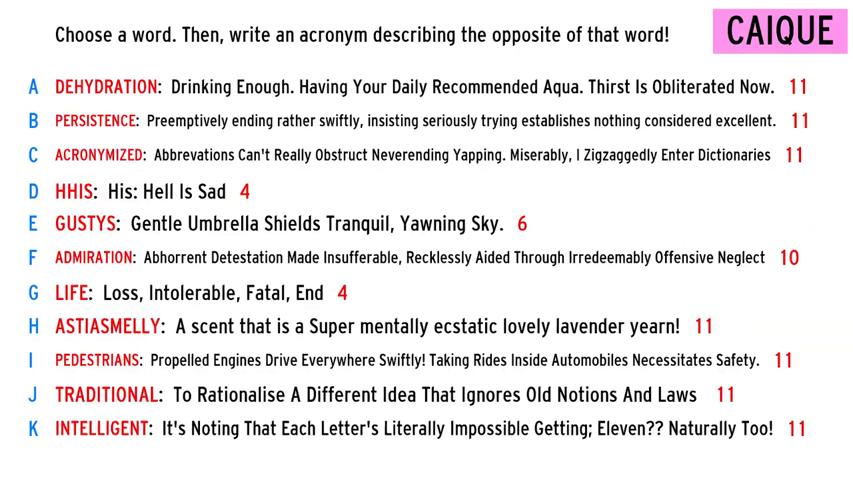 Choose a word. Then, write an acronym describing the opposite of that word!
CAIQUE
A DEHYDRATION: Drinking Enough. Having Your Daily Recommended Aqua. Thirst Is Obliterated Now. 11
B PERSISTENCE: Preemptively ending rather swiftly, insisting seriously trying establishes nothing considered excellent. 11
C ACRONYMIZED: Abbrevations Can't Really Obstruct Neverending Yapping. Miserably, I Zigzaggedly Enter Dictionaries 11
D HHIS: His: Hell Is Sad 4
E GUSTYS: Gentle Umbrella Shields Tranquil, Yawning Sky. 6
F ADMIRATION: Abhorrent Detestation Made Insufferable, Recklessly Aided Through Irredeemably Offensive Neglect 10
G LIFE: Loss, Intolerable, Fatal, End 4
H ASTIASMELLY: A scent that is a Super mentally ecstatic lovely lavender yearn! 11
I PEDESTRIANS: Propelled Engines Drive Everywhere Swiftly! Taking Rides Inside Automobiles Necessitates Safety. 11
J TRADITIONAL: To Rationalise A Different Idea That Ignores Old Notions And Laws 11
K INTELLIGENT: It's Noting That Each Letter's Literally Impossible Getting; Eleven?? Naturally Too! 11